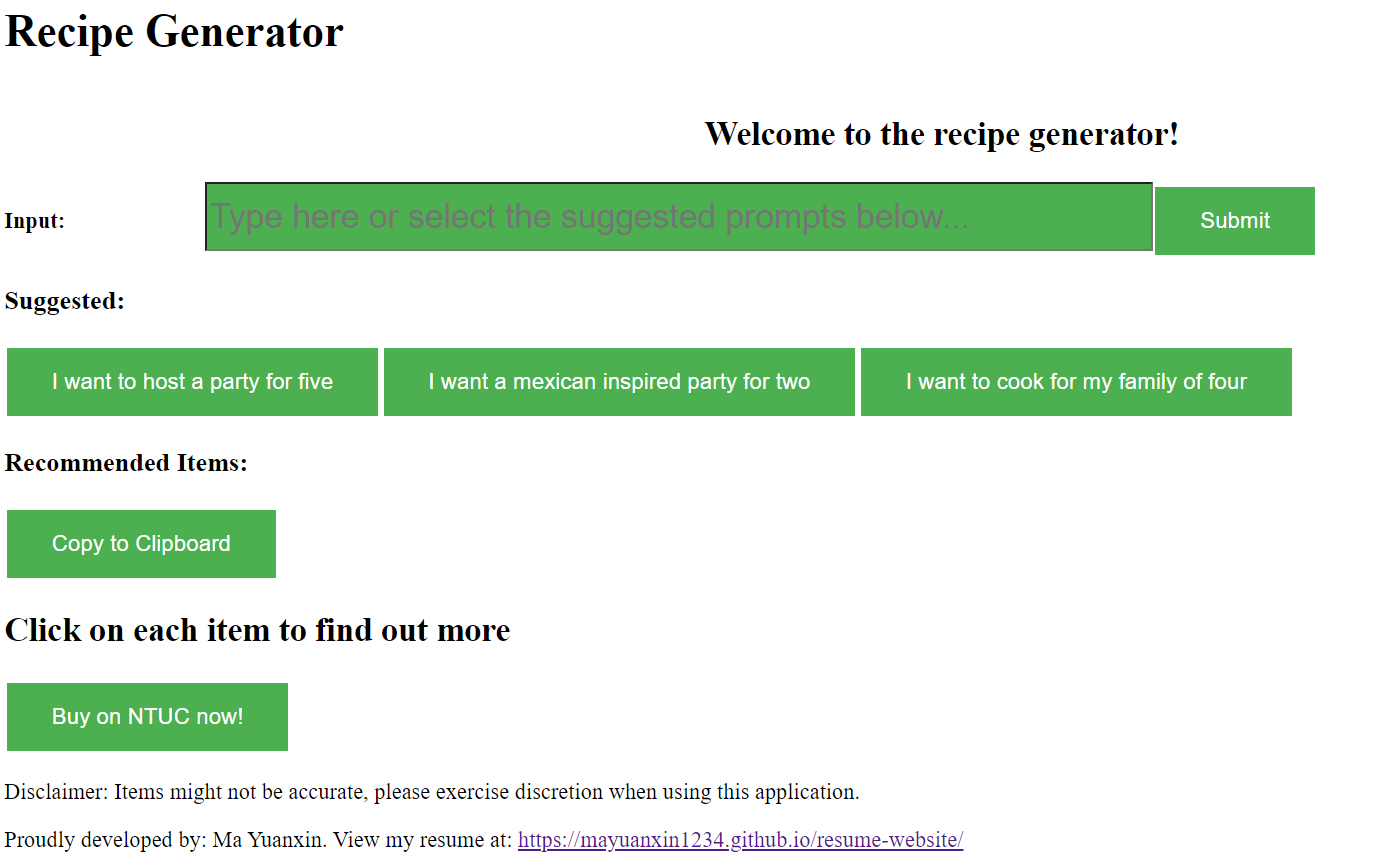 Recipe Generator
Welcome to the recipe generator!
Input: Type here or select the suggested prompts below... Submit
Suggested:
I want to host a party for five I want a mexican inspired party for two I want to cook for my family of four
Recommended Items:
Copy to Clipboard
Click on each item to find out more
Buy on NTUC now!
Disclaimer: Items might not be accurate, please exercise discretion when using this application.
Proudly developed by: Ma Yuanxin. View my resume at: https://mayuanxin1234.github.io/resume-website/